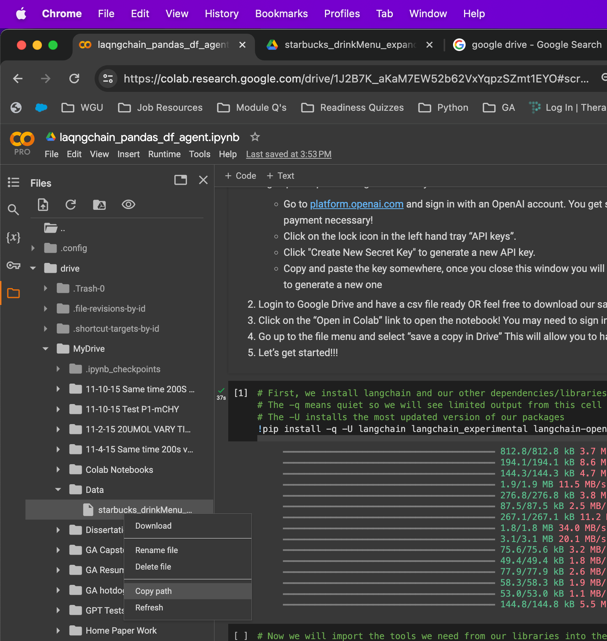 Chrome File Edit View History Bookmarks Profiles Tab Window Help
laqngchain_pandas_df_agent
starbucks_drinkMenu_expan
google drive - Google Search
https://colab.research.google.com/drive/1J2B7K_aKaM7EW52b62VxYqpzSZmt1EYO#scr...
WGU Job Resources Module Q's Readiness Quizzes Python GA Log In | Thera
CO
PRO
laqngchain_pandas_df_agent.ipynb
File Edit View Insert Runtime Tools Help Last saved at 3:53 PM
Files
+ Code + Text
..
.config
drive
.Trash-0
.file-revisions-by-id
.shortcut-targets-by-id
MyDrive
.ipynb_checkpoints
11-10-15 Same time 200S ...
11-10-15 Test P1-mCHY
11-2-15 20UMOL VARY TI...
11-4-15 Same time 200s v...
Colab Notebooks
Data
starbucks_drinkMenu_...
Dissertati
GA Capst
GA Resum
GA hotdo
GPT Tests
Home Paper Work
{x}
Download
Rename file
Delete file
Copy path
Refresh
Go to platform.openai.com and sign in with an OpenAI account. You get s
payment necessary!
Click on the lock icon in the left hand tray “API keys”.
Click "Create New Secret Key" to generate a new API key.
Copy and paste the key somewhere, once you close this window you will
to generate a new one
2. Login to Google Drive and have a csv file ready OR feel free to download our sa
3. Click on the “Open in Colab” link to open the notebook! You may need to sign in
4. Go up to the file menu and select “save a copy in Drive” This will allow you to ha
5. Let’s get started!!!
37s
[1] # First, we install langchain and our other dependencies/libraries
# The -q means quiet so we will see limited output from this cell
# The -U installs the most updated version of our packages
!pip install -q -U langchain langchain_experimental langchain-open
812.8/812.8 kB 3.7 M
194.1/194.1 kB 8.6 M
144.3/144.3 kB 4.7 M
1.9/1.9 MB 11.5 MB/s
276.8/276.8 kB 3.8 M
87.5/87.5 kB 2.5 MB/
267.1/267.1 kB 11.2
1.8/1.8 MB 34.0 MB/s
3.1/3.1 MB 20.1 MB/s
75.6/75.6 kB 3.2 MB/
49.4/49.4 kB 1.8 MB/
77.9/77.9 kB 2.6 MB/
58.3/58.3 kB 1.9 MB/
53.0/53.0 kB 1.1 MB/
144.8/144.8 kB 5.5 M
[ ] # Now we will import the tools we need from our libraries into the